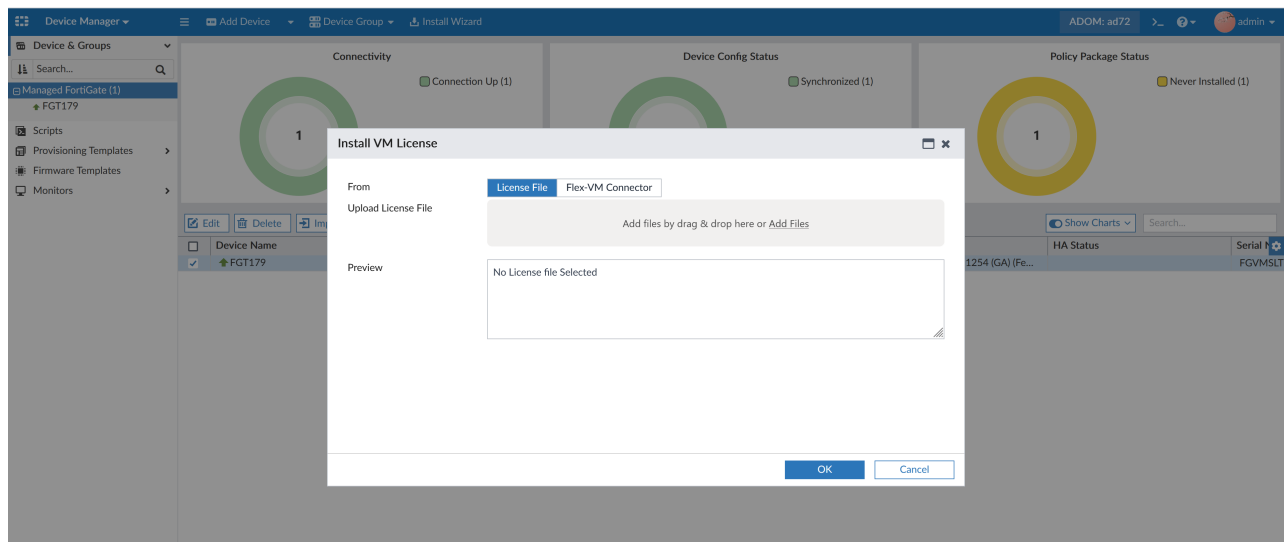 Device Manager
Add Device
Device Group
Install Wizard
ADOM: ad72
>_
?
admin
Device & Groups
Search...
Managed FortiGate (1)
FGT179
Scripts
Provisioning Templates
Firmware Templates
Monitors
Connectivity
Connection Up (1)
1
Device Config Status
Synchronized (1)
Policy Package Status
Never Installed (1)
1
Edit
Delete
Show Charts
Search...
Device Name
HA Status
FGT179
1254 (GA) (Fe...
FGVMSLT
Install VM License
From
License File
Flex-VM Connector
Upload License File
Add files by drag & drop here or Add Files
Preview
No License file Selected
OK
Cancel